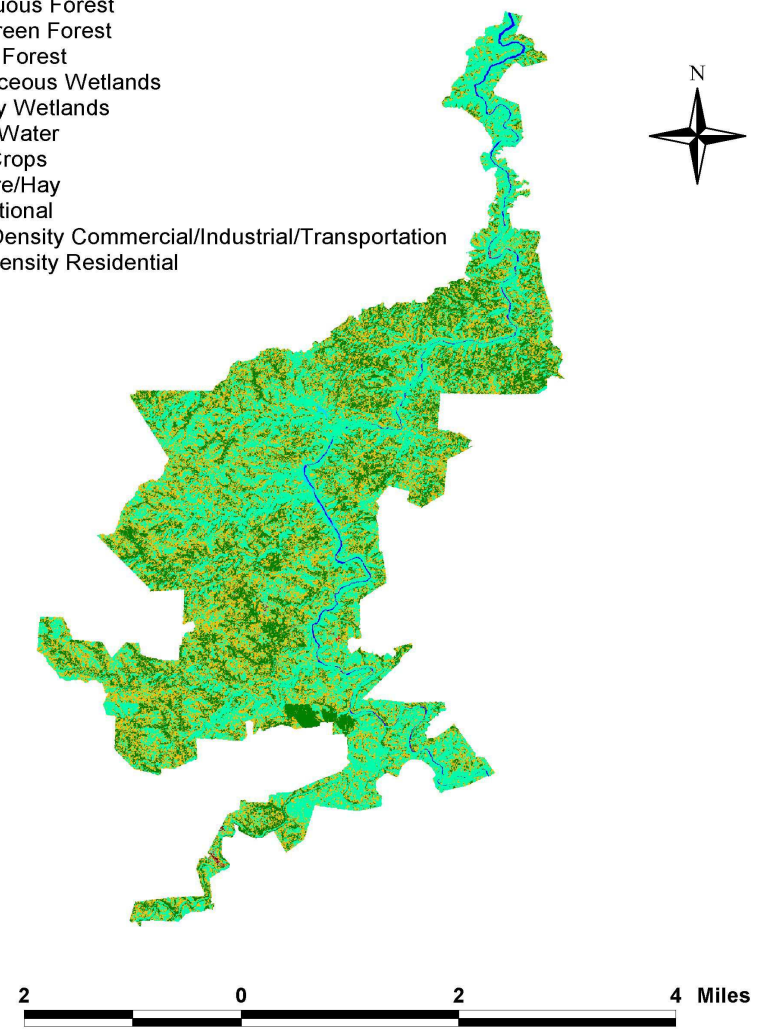 uous Forest
reen Forest
Forest
ceous Wetlands
y Wetlands
Water
Crops
re/Hay
tional
Density Commercial/Industrial/Transportation
ensity Residential
N
2 0 2 4 Miles